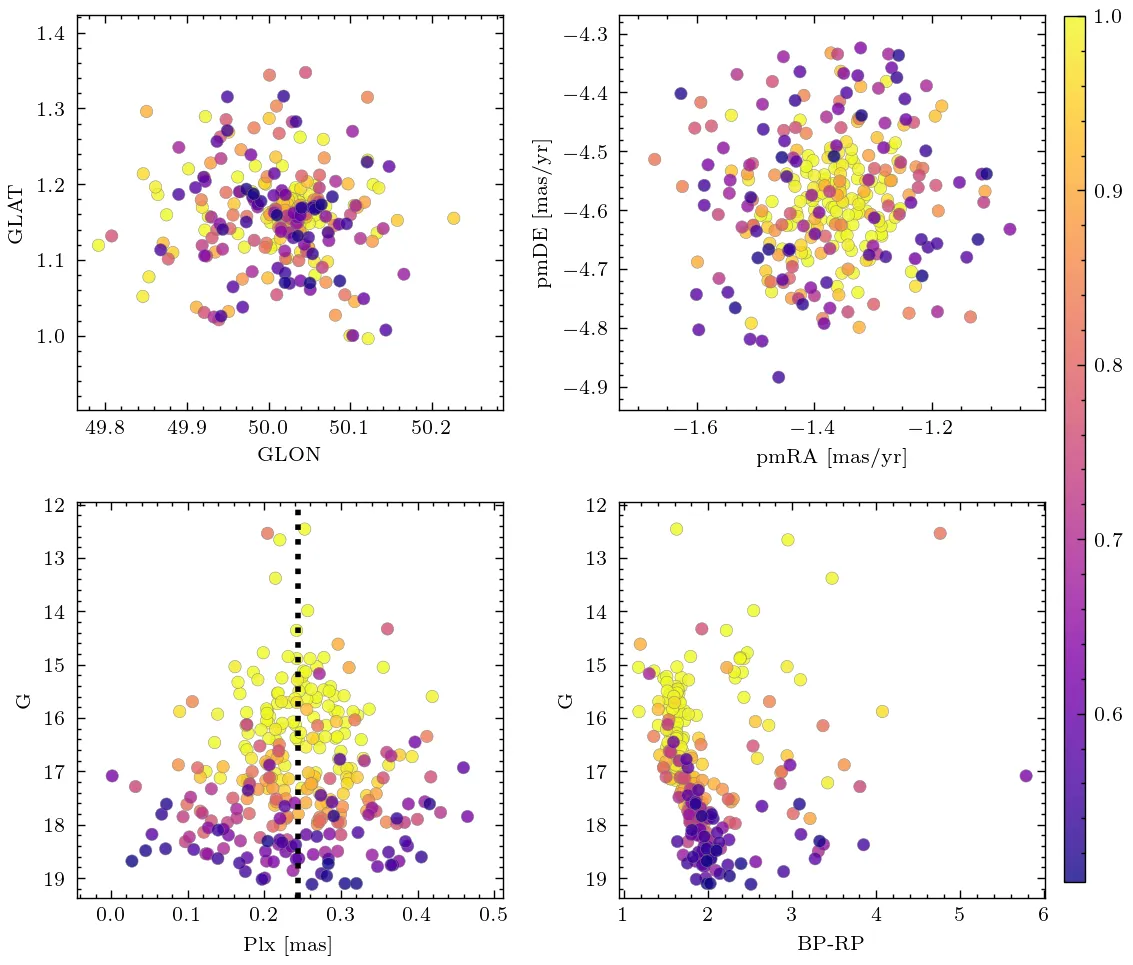 1.4
1.3
1.2
1.1
1.0
GLAT
49.8 49.9 50.0 50.1 50.2
GLON
−4.3
−4.4
−4.5
−4.6
−4.7
−4.8
−4.9
pmDE [mas/yr]
−1.6 −1.4 −1.2
pmRA [mas/yr]
1.0
0.9
0.8
0.7
0.6
12
13
14
15
16
17
18
19
G
0.0 0.1 0.2 0.3 0.4 0.5
Plx [mas]
12
13
14
15
16
17
18
19
G
1 2 3 4 5 6
BP-RP